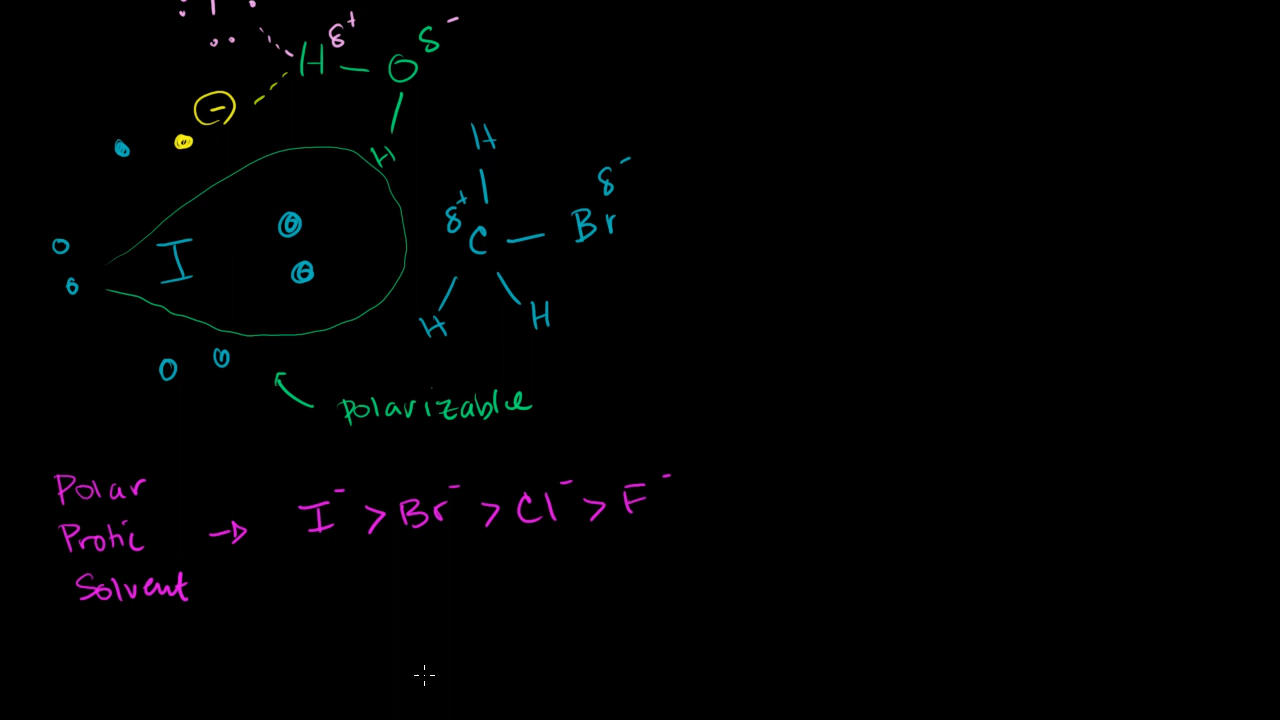 H δ+ — O δ-
H
H
δ+ C — Br δ-
H H
I
polarizable
Polar
Protic → I⁻ > Br⁻ > Cl⁻ > F⁻
Solvent